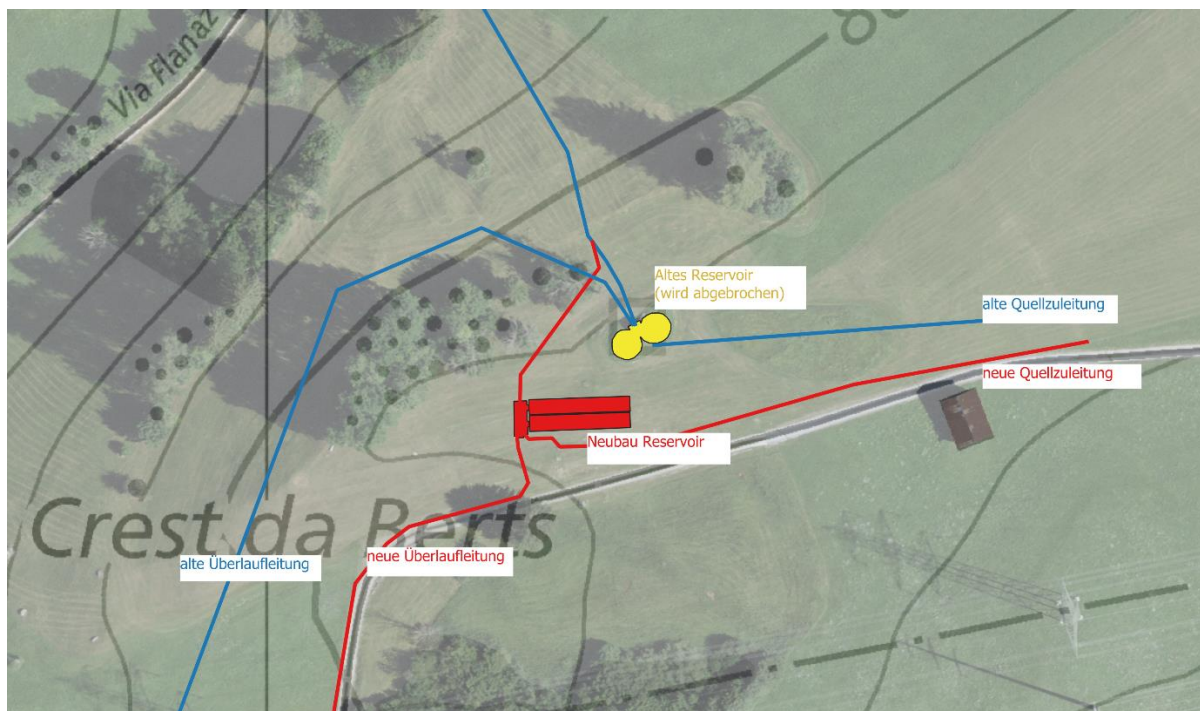 Via Flanaz
Altes Reservoir
(wird abgebrochen)
alte Quellzuleitung
neue Quellzuleitung
Neubau Reservoir
Crest da Berts
alte Überlaufleitung
neue Überlaufleitung